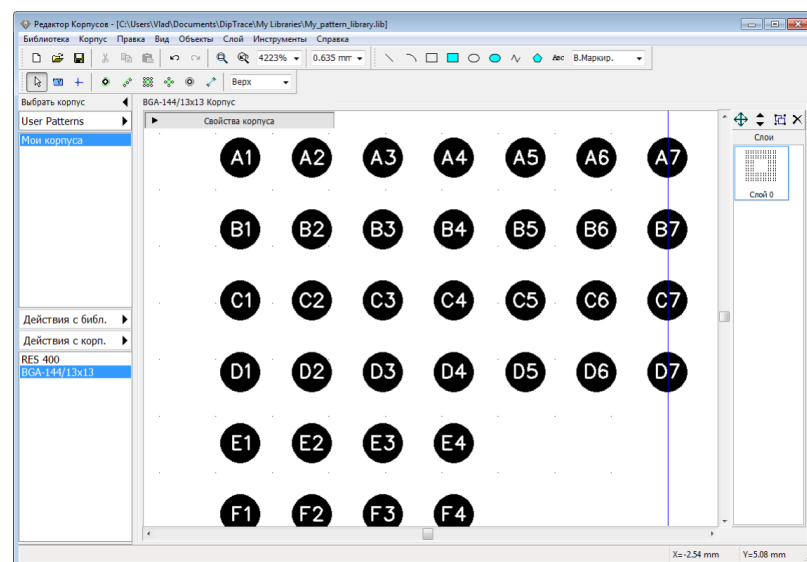 Редактор Корпусов - [C:\Users\Vlad\Documents\DipTrace\My Libraries\My_pattern_library.lib]
Библиотека Корпус Правка Вид Объекты Слой Инструменты Справка
4223% 0.635 mm Abc В.Маркир.
Верх
Выбрать корпус
BGA-144/13x13 Корпус
User Patterns
Свойства корпуса
Мои корпуса
Слои
Слой 0
A1 A2 A3 A4 A5 A6 A7
B1 B2 B3 B4 B5 B6 B7
C1 C2 C3 C4 C5 C6 C7
Действия с библ.
Действия с корп.
RES 400
BGA-144/13x13
D1 D2 D3 D4 D5 D6 D7
E1 E2 E3 E4
F1 F2 F3 F4
X=-2.54 mm Y=5.08 mm